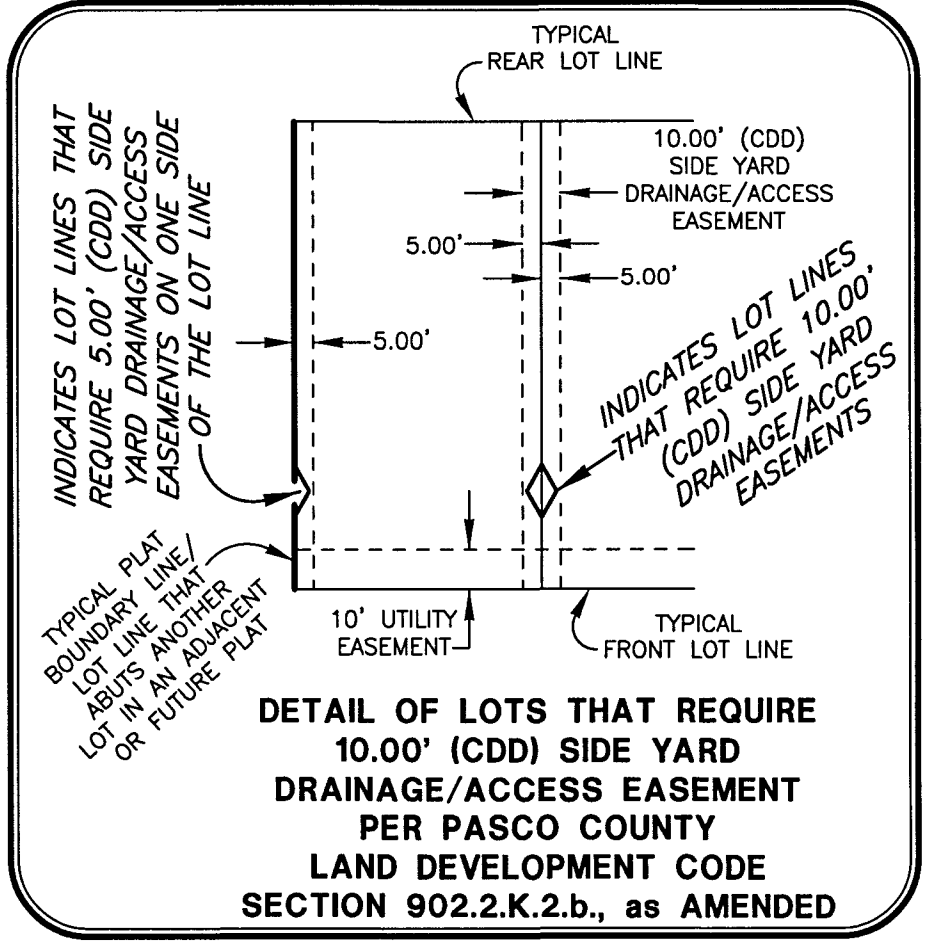 TYPICAL
REAR LOT LINE
INDICATES LOT LINES THAT
REQUIRE 5.00' (CDD) SIDE
YARD DRAINAGE/ACCESS
EASEMENTS ON ONE SIDE
OF THE LOT LINE
10.00' (CDD)
SIDE YARD
DRAINAGE/ACCESS
EASEMENT
5.00'
5.00'
5.00'
INDICATES LOT LINES
THAT REQUIRE 10.00'
(CDD) SIDE YARD
DRAINAGE/ACCESS
EASEMENTS
TYPICAL PLAT
BOUNDARY LINE/
LOT LINE THAT
ABUTS ANOTHER
LOT IN AN ADJACENT
OR FUTURE PLAT
10' UTILITY
EASEMENT
TYPICAL
FRONT LOT LINE
DETAIL OF LOTS THAT REQUIRE
10.00' (CDD) SIDE YARD
DRAINAGE/ACCESS EASEMENT
PER PASCO COUNTY
LAND DEVELOPMENT CODE
SECTION 902.2.K.2.b., as AMENDED